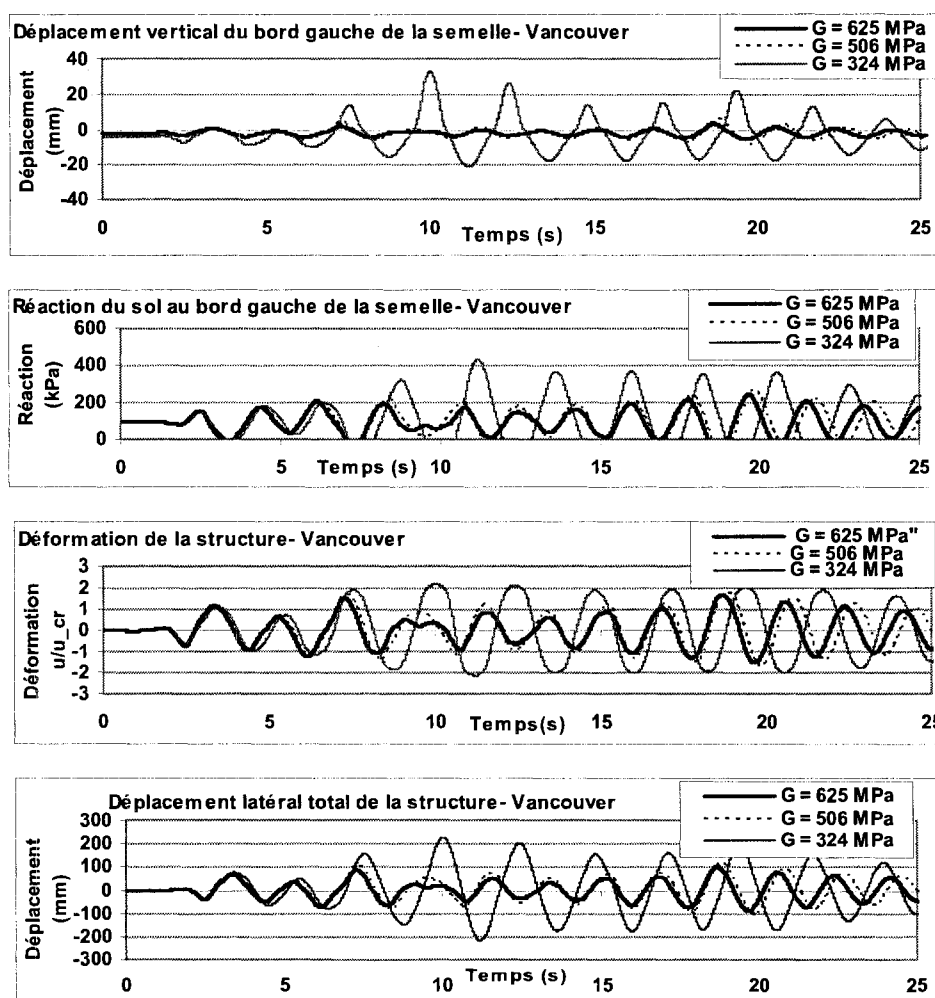 Déplacement vertical du bord gauche de la semelle- Vancouver
G = 625 MPa
G = 506 MPa
G = 324 MPa
Déplacement
(mm)
40
20
0
-20
-40
0 5 10 15 20 25
Temps (s)
Réaction du sol au bord gauche de la semelle- Vancouver
G = 625 MPa
G = 506 MPa
G = 324 MPa
Réaction
(kPa)
600
400
200
0
0 5 10 15 20 25
Temps (s)
Déformation de la structure- Vancouver
G = 625 MPa"
G = 506 MPa
G = 324 MPa
Déformation
u/u_cr
3
2
1
0
-1
-2
-3
0 5 10 15 20 25
Temps(s)
Déplacement latéral total de la structure- Vancouver
G = 625 MPa
G = 506 MPa
G = 324 MPa
Déplacement
(mm)
300
200
100
0
-100
-200
-300
0 5 10 15 20 25
Temps (s)